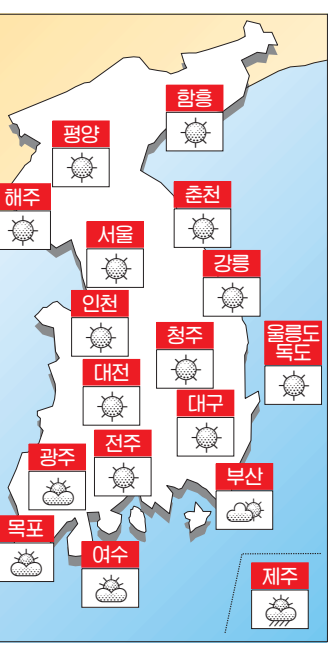 함흥
평양
해주
춘천
서울
강릉
인천
청주
울릉도
독도
대전
대구
전주
광주
부산
목포
여수
제주